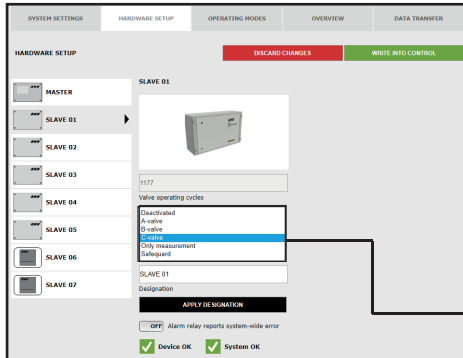 SYSTEM SETTINGS
HARDWARE SETUP
OPERATING MODES
OVERVIEW
DATA TRANSFER
HARDWARE SETUP
DISCARD CHANGES
WRITE INTO CONTROL
MASTER
SLAVE 01
SLAVE 02
SLAVE 03
SLAVE 04
SLAVE 05
SLAVE 06
SLAVE 07
SLAVE 01
1177
Valve operating cycles
Deactivated
A-valve
B-valve
C-valve
Only measurement
Safeguard
SLAVE 01
Designation
APPLY DESIGNATION
OFF Alarm relay reports system-wide error
Device OK System OK